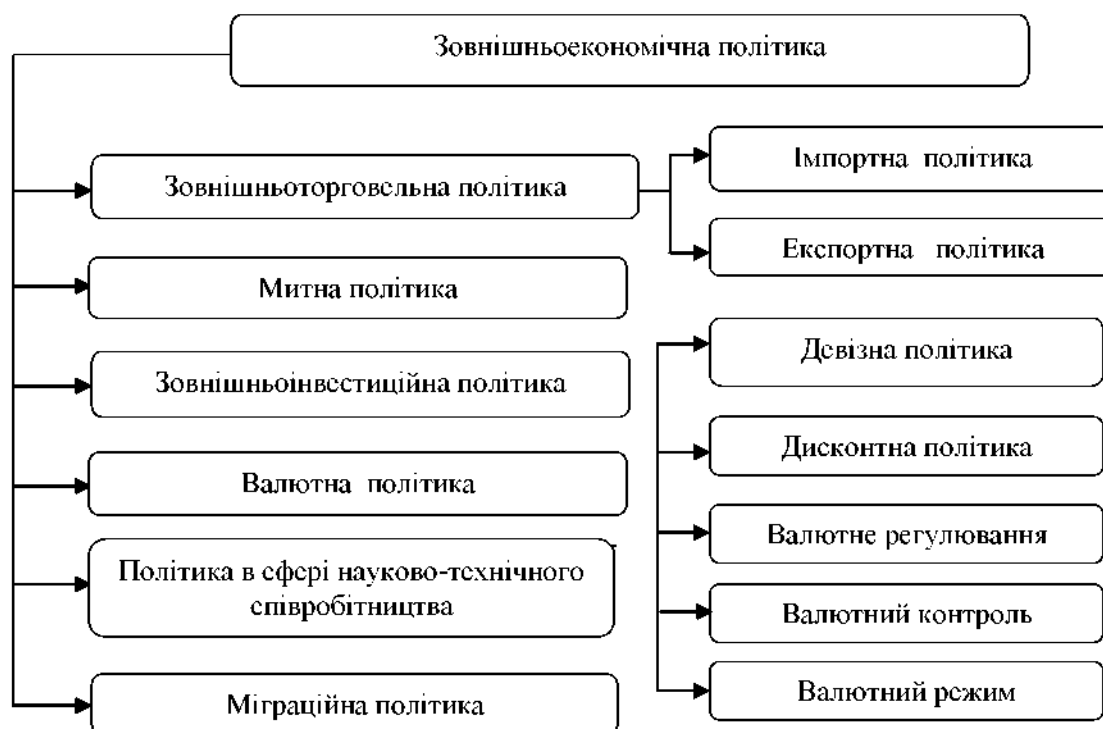 Зовнішньоекономічна політика
Зовнішньоторговельна політика
Імпортна політика
Експортна політика
Митна політика
Зовнішньоінвестиційна політика
Валютна політика
Політика в сфері науково-технічного
співробітництва
Міграційна політика
Девізна політика
Дисконтна політика
Валютне регулювання
Валютний контроль
Валютний режим